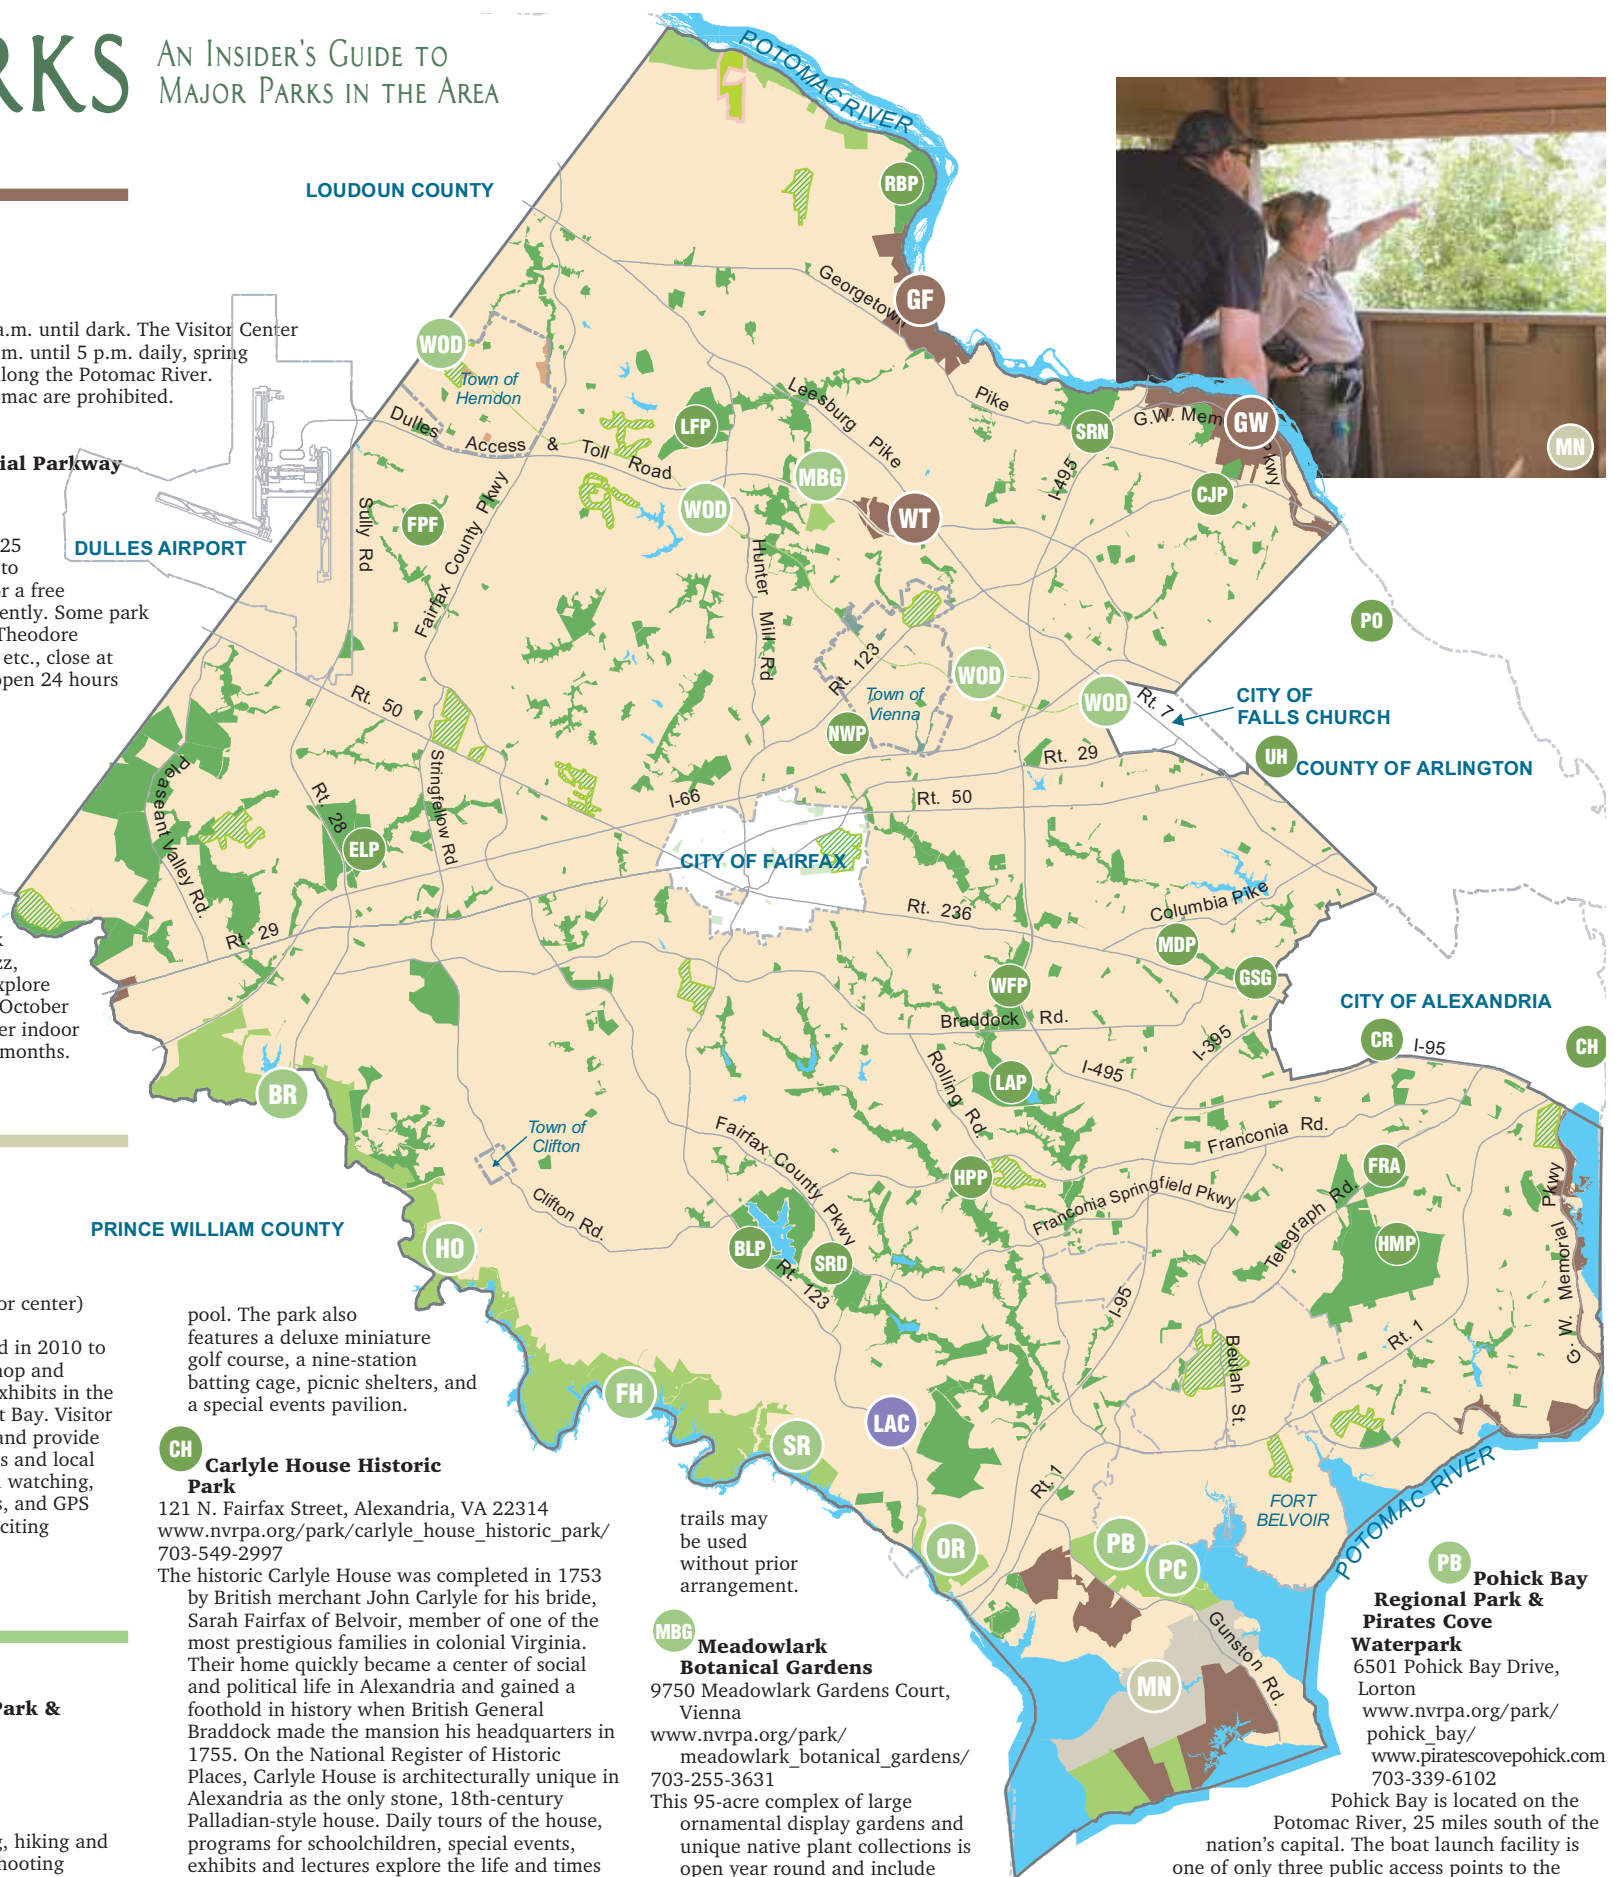 RKS
AN INSIDER'S GUIDE TO
MAJOR PARKS IN THE AREA
a.m. until dark. The Visitor Center
.m. until 5 p.m. daily, spring
along the Potomac River.
omac are prohibited.
ial Parkway
25
to
or a free
ently. Some park
Theodore
etc., close at
open 24 hours
k
zz,
xplore
October
er indoor
months.
or center)
d in 2010 to
hop and
xhibits in the
t Bay. Visitor
and provide
s and local
watching,
s, and GPS
citing
Park &
g, hiking and
hooting
POTOMAC RIVER
LOUDOUN COUNTY
RBP
Georgetown
Pike
GF
WOD
Town of
Herndon
Dulles
Access & Toll Road
LFP
Leesburg
Pike
SRN
G.W. Mem
Pkwy
GW
MN
I-495
CJP
MBG
WOD
WT
FPF
Sully Rd
Fairfax County Pkwy
DULLES AIRPORT
Hunter Mill Rd
PO
Rt. 123
Town of
Vienna
WOD
WOD
Rt. 7
CITY OF
FALLS CHURCH
NWP
Rt. 50
Rt. 29
UH
COUNTY OF ARLINGTON
Pleasant Valley Rd.
Rt. 28
Stringfellow Rd
I-66
Rt. 50
ELP
CITY OF FAIRFAX
Rt. 236
Columbia Pike
Rt. 29
MDP
GSG
WFP
Braddock Rd.
CITY OF ALEXANDRIA
CR
I-95
CH
I-395
I-495
Rolling Rd.
LAP
BR
Town of
Clifton
Fairfax County Pkwy
Franconia Rd.
FRA
HPP
Franconia Springfield Pkwy
Telegraph Rd.
G. W. Memorial Pkwy
PRINCE WILLIAM COUNTY
Clifton Rd.
HO
BLP
SRD
Rt. 123
HMP
I-95
Rt. 1
Beulah St.
FH
LAC
SR
Rt. 1
FORT
BELVOIR
POTOMAC RIVER
OR
PB
PC
Gunston Rd.
MN
pool. The park also
features a deluxe miniature
golf course, a nine-station
batting cage, picnic shelters, and
a special events pavilion.
CH Carlyle House Historic
Park
121 N. Fairfax Street, Alexandria, VA 22314
www.nvrpa.org/park/carlyle_house_historic_park/
703-549-2997
The historic Carlyle House was completed in 1753
by British merchant John Carlyle for his bride,
Sarah Fairfax of Belvoir, member of one of the
most prestigious families in colonial Virginia.
Their home quickly became a center of social
and political life in Alexandria and gained a
foothold in history when British General
Braddock made the mansion his headquarters in
1755. On the National Register of Historic
Places, Carlyle House is architecturally unique in
Alexandria as the only stone, 18th-century
Palladian-style house. Daily tours of the house,
programs for schoolchildren, special events,
exhibits and lectures explore the life and times
trails may
be used
without prior
arrangement.
MBG Meadowlark
Botanical Gardens
9750 Meadowlark Gardens Court,
Vienna
www.nvrpa.org/park/
meadowlark_botanical_gardens/
703-255-3631
This 95-acre complex of large
ornamental display gardens and
unique native plant collections is
open year round and include
PB Pohick Bay
Regional Park &
Pirates Cove
Waterpark
6501 Pohick Bay Drive,
Lorton
www.nvrpa.org/park/
pohick_bay/
www.piratescovepohick.com
703-339-6102
Pohick Bay is located on the
Potomac River, 25 miles south of the
nation's capital. The boat launch facility is
one of only three public access points to the